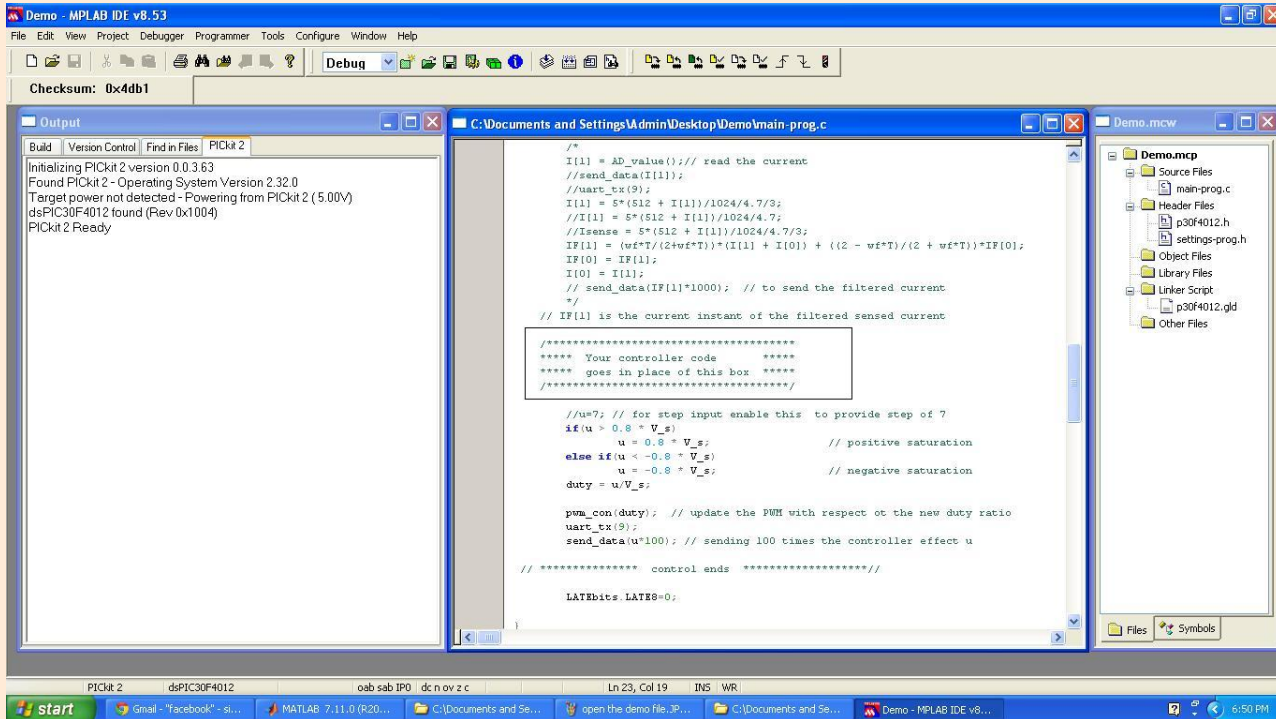 Demo - MPLAB IDE v8.53
File Edit View Project Debugger Programmer Tools Configure Window Help
Debug
Checksum: 0x4db1
Output
Build Version Control Find in Files PICkit 2
Initializing PICkit 2 version 0.0.3.63
Found PICkit 2 - Operating System Version 2.32.0
Target power not detected - Powering from PICkit 2 ( 5.00V)
dsPIC30F4012 found (Rev 0x1004)
PICkit 2 Ready
C:\Documents and Settings\Admin\Desktop\Demo\main-prog.c
/*
I[1] = AD_value();// read the current
//send_data(I[1]);
//uart_tx(9);
I[1] = 5*(512 + I[1])/1024/4.7/3;
//I[1] = 5*(512 + I[1])/1024/4.7;
//Isense = 5*(512 + I[1])/1024/4.7/3;
IF[1] = (wf*T/(2+wf*T))*(I[1] + I[0]) + ((2 - wf*T)/(2 + wf*T))*IF[0];
IF[0] = IF[1];
I[0] = I[1];
// send_data(IF[1]*1000); // to send the filtered current
*/
// IF[1] is the current instant of the filtered sensed current
/**************************************
***** Your controller code *****
***** goes in place of this box *****
/*************************************/
//u=7; // for step input enable this to provide step of 7
if(u > 0.8 * V_s)
u = 0.8 * V_s; // positive saturation
else if(u < -0.8 * V_s)
u = -0.8 * V_s; // negative saturation
duty = u/V_s;
pwm_con(duty); // update the PWM with respect ot the new duty ratio
uart_tx(9);
send_data(u*100); // sending 100 times the controller effect u
// *************** control ends *******************//
LATEbits.LATE8=0;
}
Demo.mcw
Demo.mcp
Source Files
main-prog.c
Header Files
p30f4012.h
settings-prog.h
Object Files
Library Files
Linker Script
p30f4012.gld
Other Files
Files Symbols
PICkit 2 dsPIC30F4012 oab sab IP0 dc n ov z c Ln 23, Col 19 INS WR
start Gmail - "facebook" - si... MATLAB 7.11.0 (R20... C:\Documents and Se... open the demo file.JP... C:\Documents and Se... Demo - MPLAB IDE v8... 6:50 PM